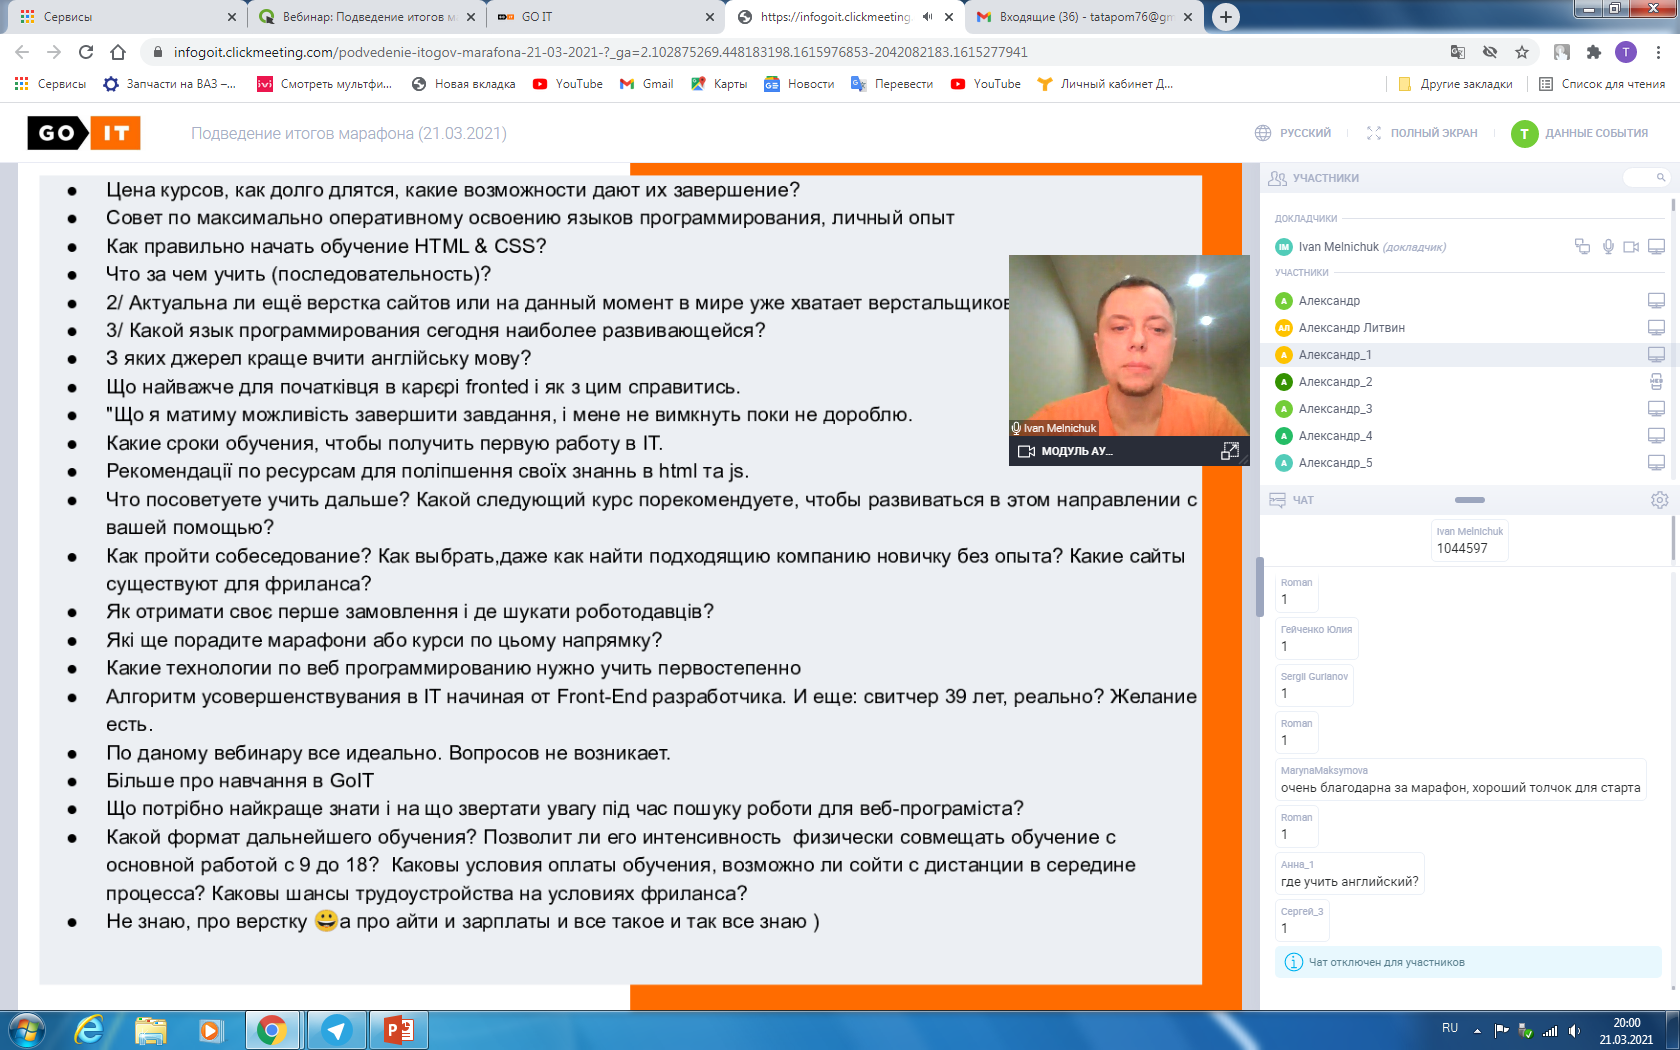 Сервисы
Вебинар: Подведение итогов м
GO IT
https://infogoit.clickmeeting.
Входящие (36) - tatapom76@gm
infogoit.clickmeeting.com/podvedenie-itogov-marafona-21-03-2021-?_ga=2.102875269.448183198.1615976853-2042082183.1615277941
T
Сервисы
Запчасти на ВАЗ –...
Смотреть мультфи...
Новая вкладка
YouTube
Gmail
Карты
Новости
Перевести
YouTube
Личный кабинет Д...
Другие закладки
Список для чтения
GO IT
Подведение итогов марафона (21.03.2021)
РУССКИЙ
ПОЛНЫЙ ЭКРАН
T
ДАННЫЕ СОБЫТИЯ
● Цена курсов, как долго длятся, какие возможности дают их завершение?
● Совет по максимально оперативному освоению языков программирования, личный опыт
● Как правильно начать обучение HTML & CSS?
● Что за чем учить (последовательность)?
● 2/ Актуальна ли ещё верстка сайтов или на данный момент в мире уже хватает верстальщиков
● 3/ Какой язык программирования сегодня наиболее развивающейся?
● З яких джерел краще вчити англійську мову?
● Що найважче для початківця в карєрі fronted і як з цим справитись.
● "Що я матиму можливість завершити завдання, і мене не вимкнуть поки не дороблю.
● Какие сроки обучения, чтобы получить первую работу в IT.
● Рекомендації по ресурсам для поліпшення своїх знаннь в html та js.
● Что посоветуете учить дальше? Какой следующий курс порекомендуете, чтобы развиваться в этом направлении с
вашей помощью?
● Как пройти собеседование? Как выбрать,даже как найти подходящию компанию новичку без опыта? Какие сайты
существуют для фриланса?
● Як отримати своє перше замовлення і де шукати роботодавців?
● Які ще порадите марафони або курси по цьому напрямку?
● Какие технологии по веб программированию нужно учить первостепенно
● Алгоритм усовершенствувания в IT начиная от Front-End разработчика. И еще: свитчер 39 лет, реально? Желание
есть.
● По даному вебинару все идеально. Вопросов не возникает.
● Більше про навчання в GoIT
● Що потрібно найкраще знати і на що звертати увагу під час пошуку роботи для веб-програміста?
● Какой формат дальнейшего обучения? Позволит ли его интенсивность физически совмещать обучение с
основной работой с 9 до 18? Каковы условия оплаты обучения, возможно ли сойти с дистанции в середине
процесса? Каковы шансы трудоустройства на условиях фриланса?
● Не знаю, про верстку 😀а про айти и зарплаты и все такое и так все знаю )
Ivan Melnichuk
МОДУЛЬ АУ...
УЧАСТНИКИ
ДОКЛАДЧИКИ
IM Ivan Melnichuk (докладчик)
УЧАСТНИКИ
А Александр
АЛ Александр Литвин
А Александр_1
А Александр_2
А Александр_3
А Александр_4
А Александр_5
ЧАТ
Ivan Melnichuk
1044597
Roman
1
Гейченко Юлия
1
Sergii Gurianov
1
Roman
1
MarynaMaksymova
очень благодарна за марафон, хороший толчок для старта
Roman
1
Анна_1
где учить английский?
Сергей_3
1
Чат отключен для участников
RU
20:00
21.03.2021